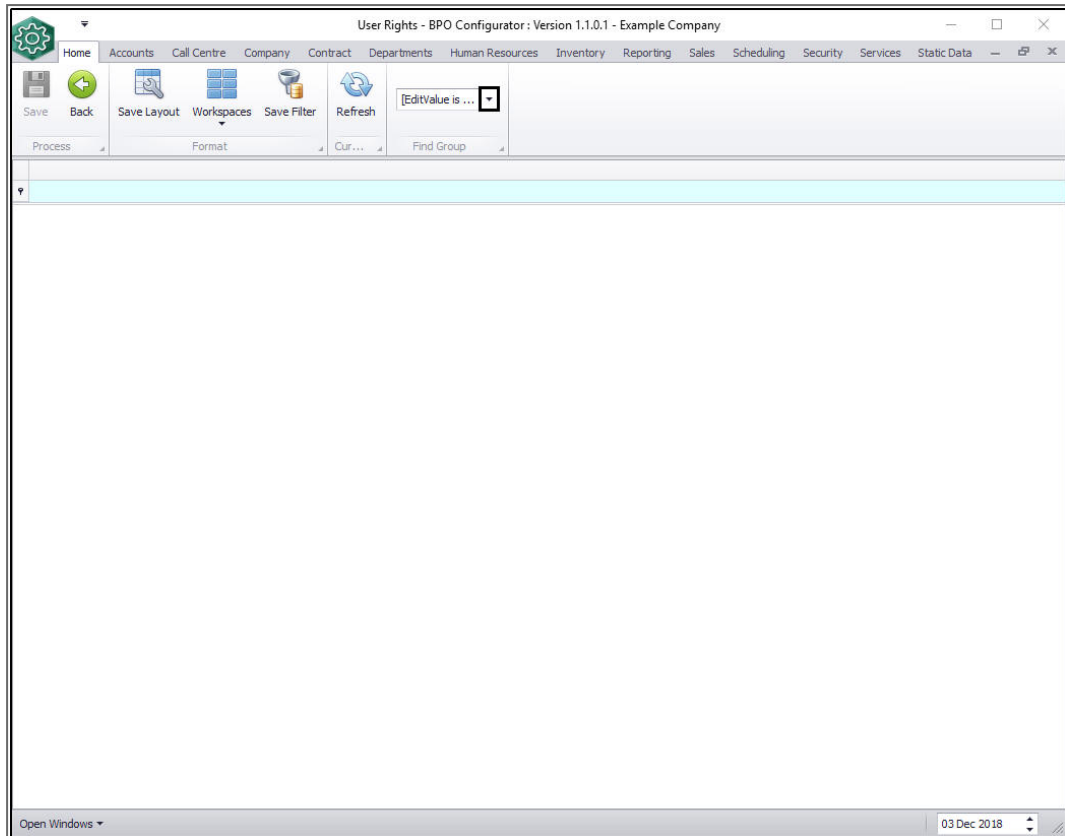 User Rights - BPO Configurator : Version 1.1.0.1 - Example Company
Home Accounts Call Centre Company Contract Departments Human Resources Inventory Reporting Sales Scheduling Security Services Static Data
[EditValue is ...
Save Back Save Layout Workspaces Save Filter Refresh
Process Format Cur... Find Group
Open Windows 03 Dec 2018